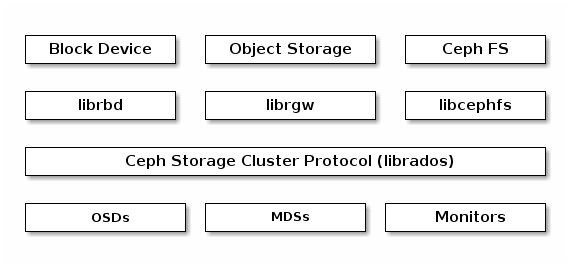 Block Device
Object Storage
Ceph FS
librbd
librgw
libcephfs
Ceph Storage Cluster Protocol (librados)
OSDs
MDSs
Monitors